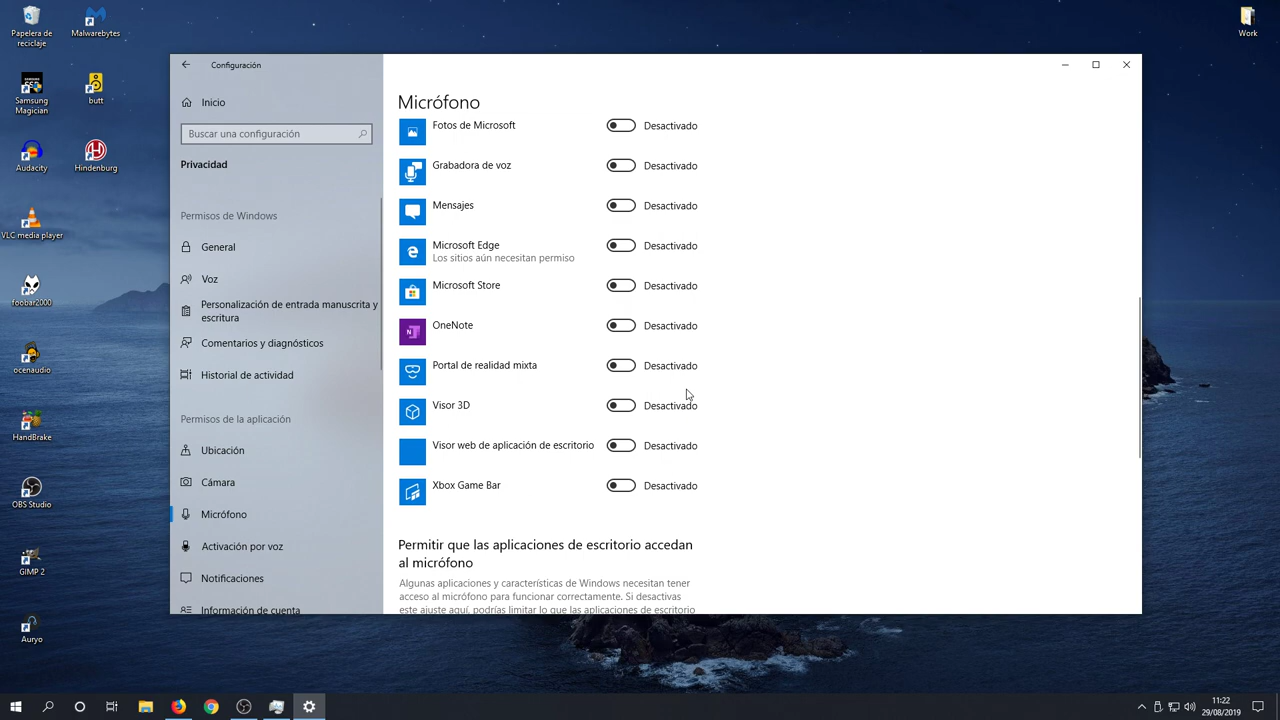 Papelera de
reciclaje
Malwarebytes
Work
Samsung
Magician
butt
Audacity
Hindenburg
VLC media player
foobar2000
ocenaudio
HandBrake
OBS Studio
GIMP 2
Auryo
Configuración
Inicio
Buscar una configuración
Privacidad
Permisos de Windows
General
Voz
Personalización de entrada manuscrita y
escritura
Comentarios y diagnósticos
Historial de actividad
Permisos de la aplicación
Ubicación
Cámara
Micrófono
Activación por voz
Notificaciones
Información de cuenta
Micrófono
Fotos de Microsoft Desactivado
Grabadora de voz Desactivado
Mensajes Desactivado
Microsoft Edge Desactivado
Los sitios aún necesitan permiso
Microsoft Store Desactivado
OneNote Desactivado
Portal de realidad mixta Desactivado
Visor 3D Desactivado
Visor web de aplicación de escritorio Desactivado
Xbox Game Bar Desactivado
Permitir que las aplicaciones de escritorio accedan
al micrófono
Algunas aplicaciones y características de Windows necesitan tener
acceso al micrófono para funcionar correctamente. Si desactivas
este ajuste aquí, podrías limitar lo que las aplicaciones de escritorio
11:22
29/08/2019